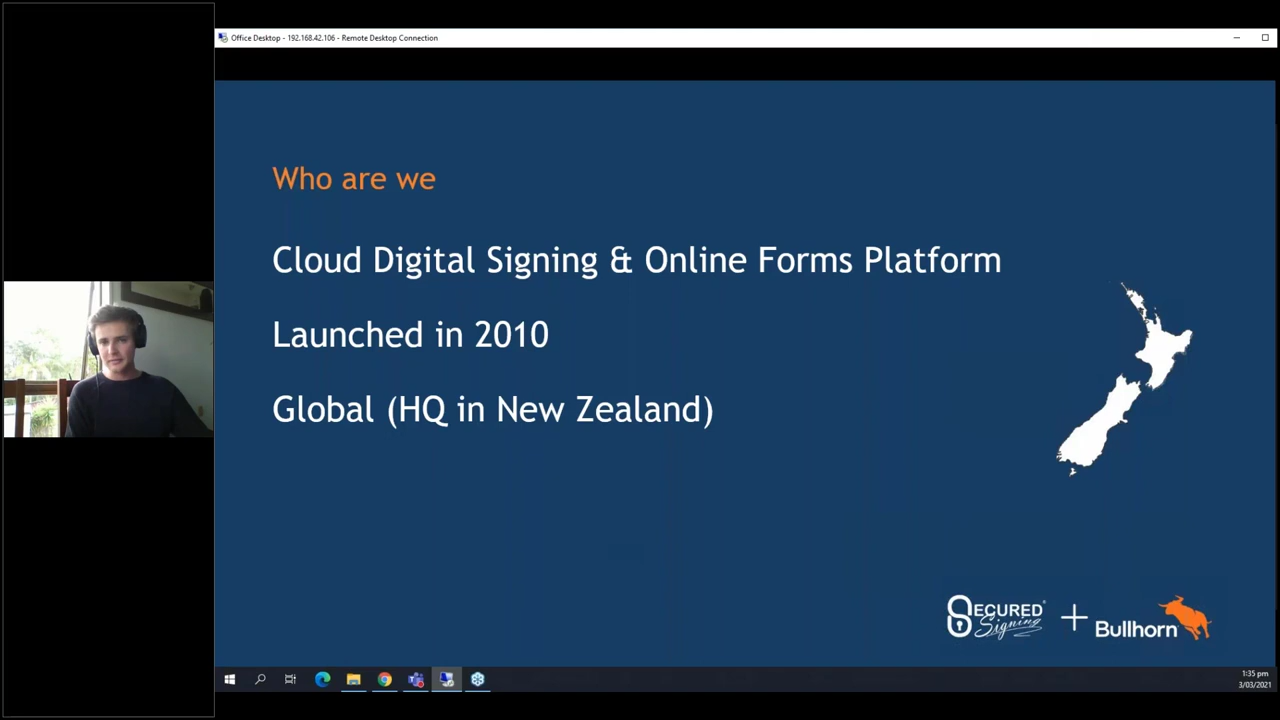 Office Desktop - 192.168.42.106 - Remote Desktop Connection
Who are we
Cloud Digital Signing & Online Forms Platform
Launched in 2010
Global (HQ in New Zealand)
SECURED
Signing
+
Bullhorn
1:35 pm
3/03/2021